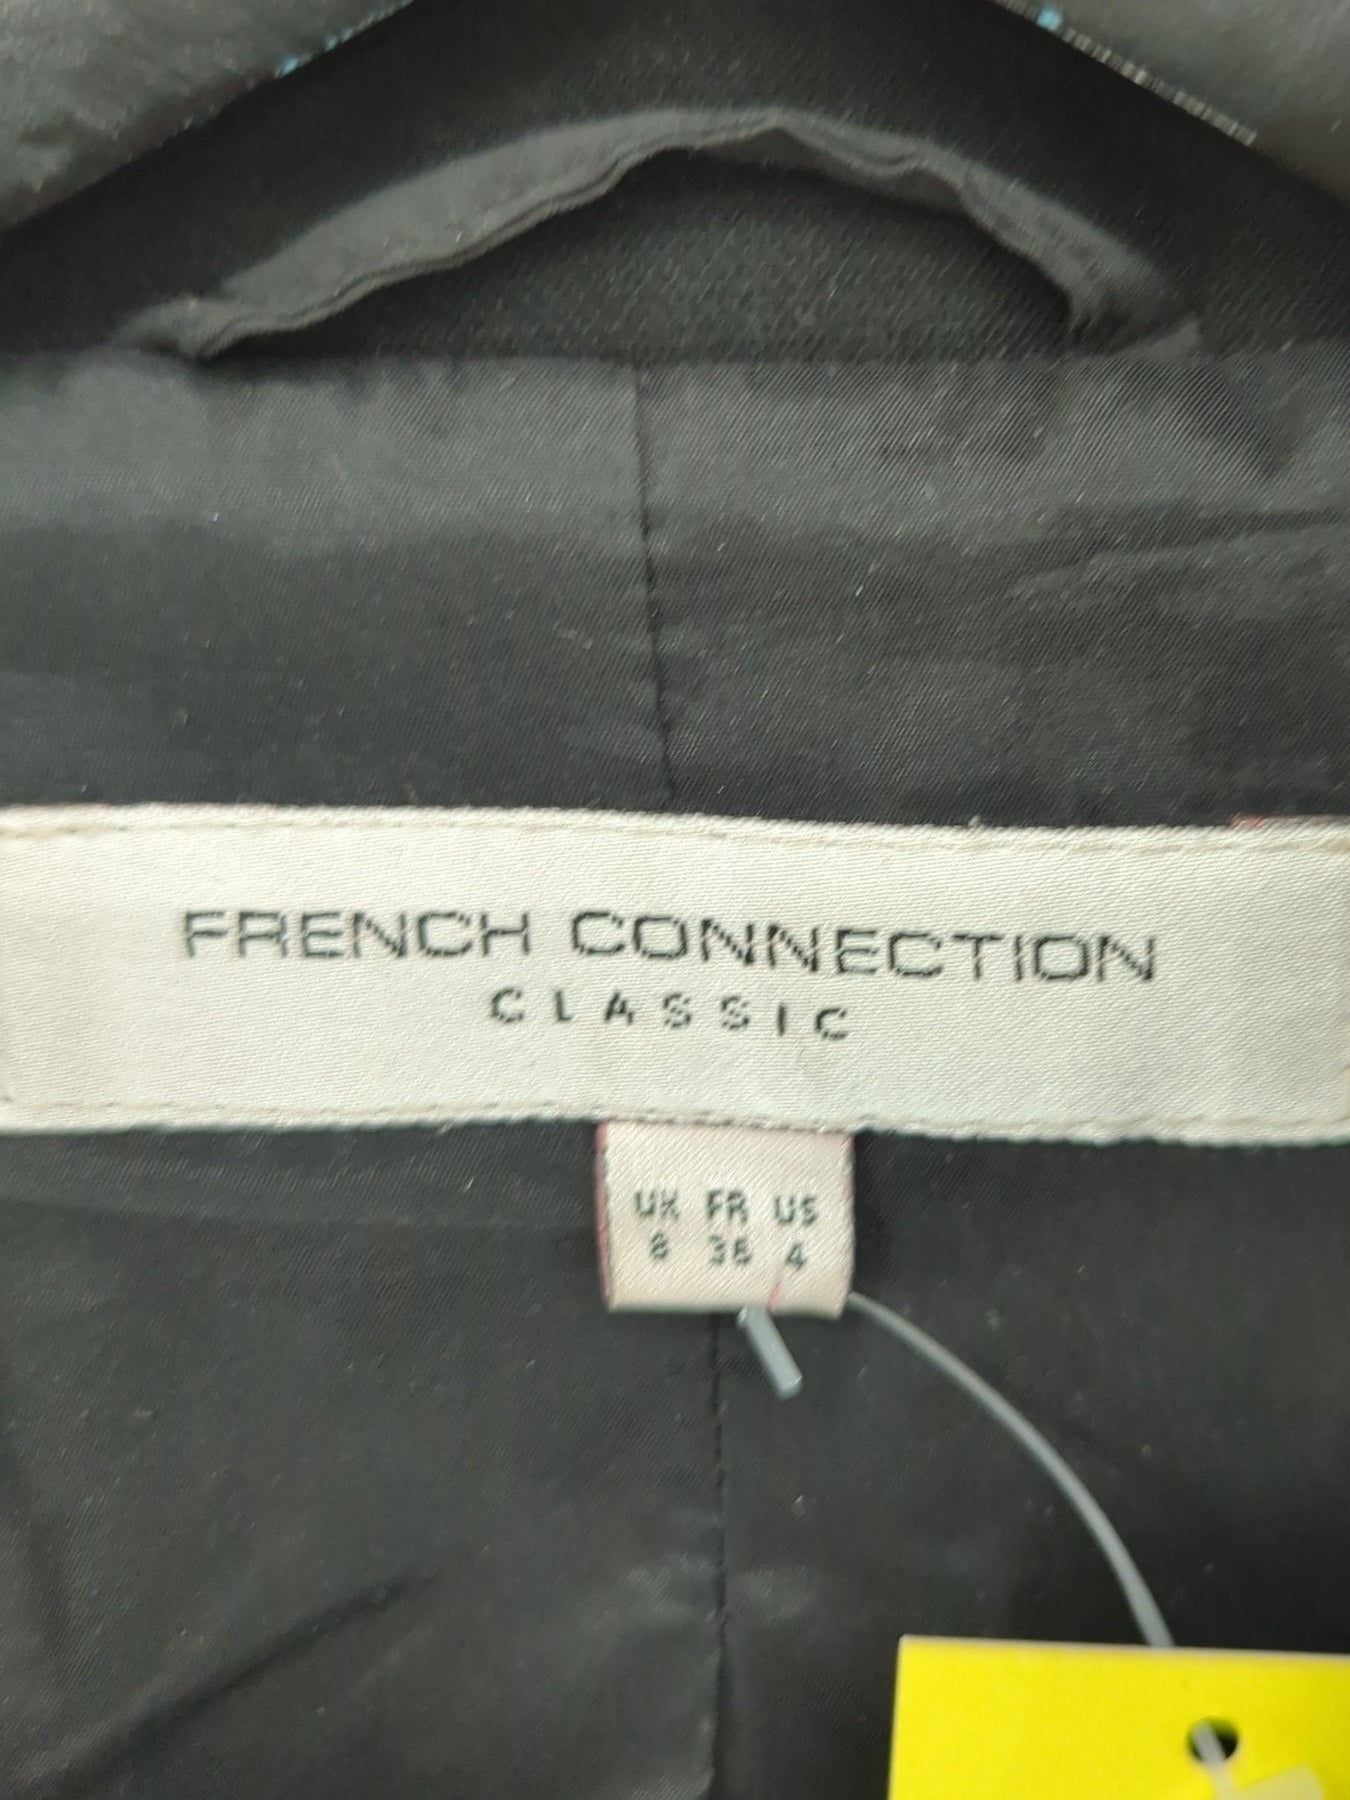 FRENCH CONNECTION
CLASSIC
UK FR US
8 36 4